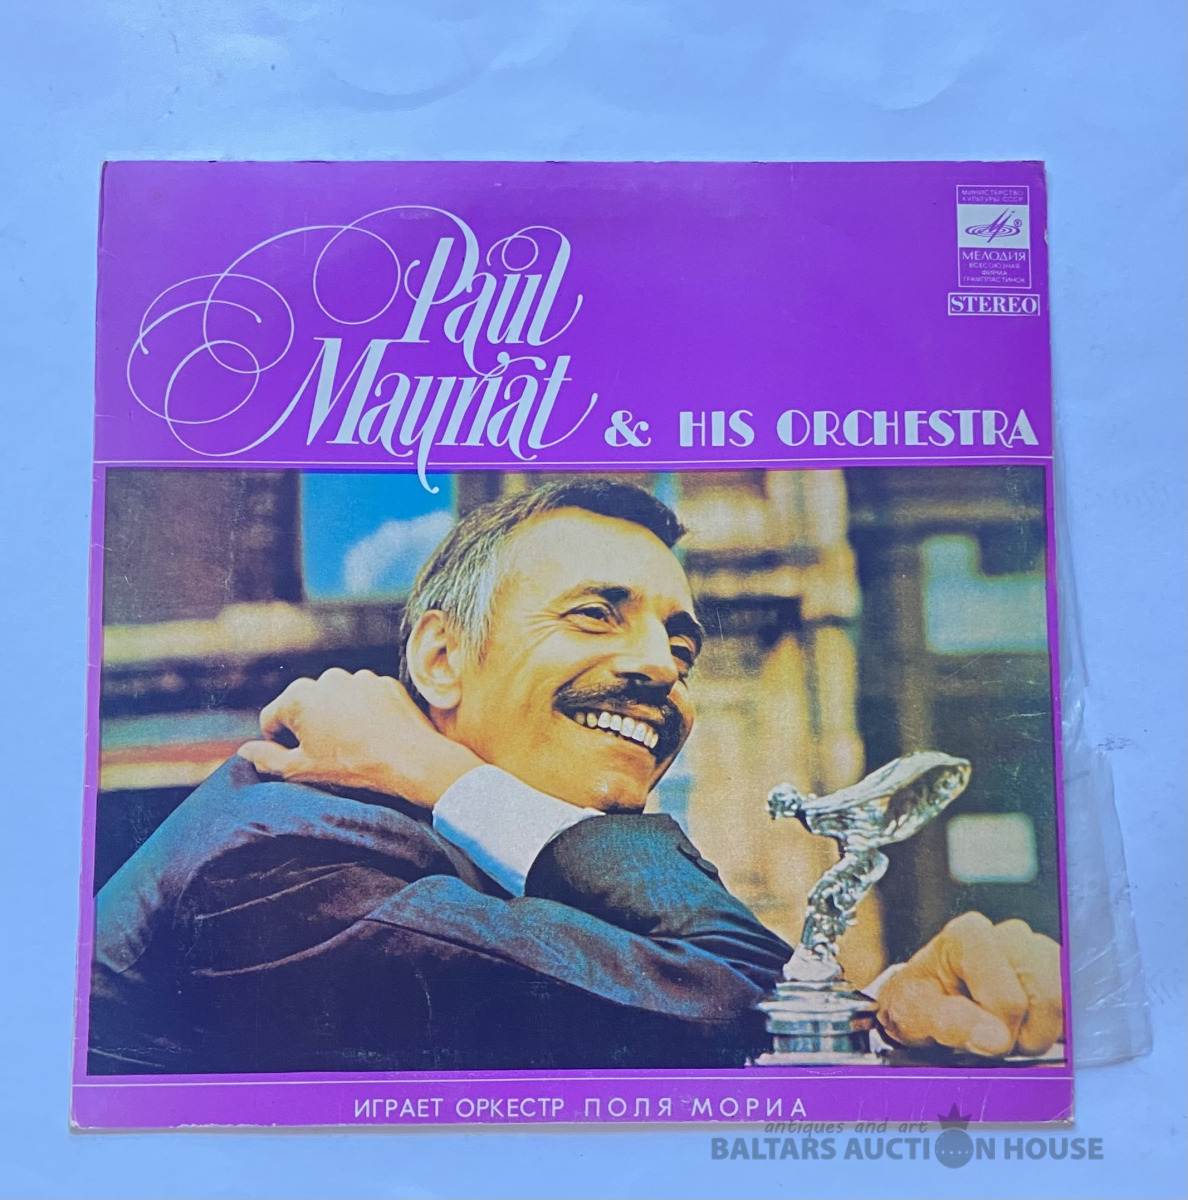 МИНИСТЕРСТВО
КУЛЬТУРЫ СССР
МЕЛОДИЯ
ВСЕСОЮЗНАЯ
ФИРМА
ГРАМПЛАСТИНОК
STEREO
Paul
Mauriat & HIS ORCHESTRA
ИГРАЕТ ОРКЕСТР ПОЛЯ МОРИА
antiques and art
BALTARS AUCTION HOUSE